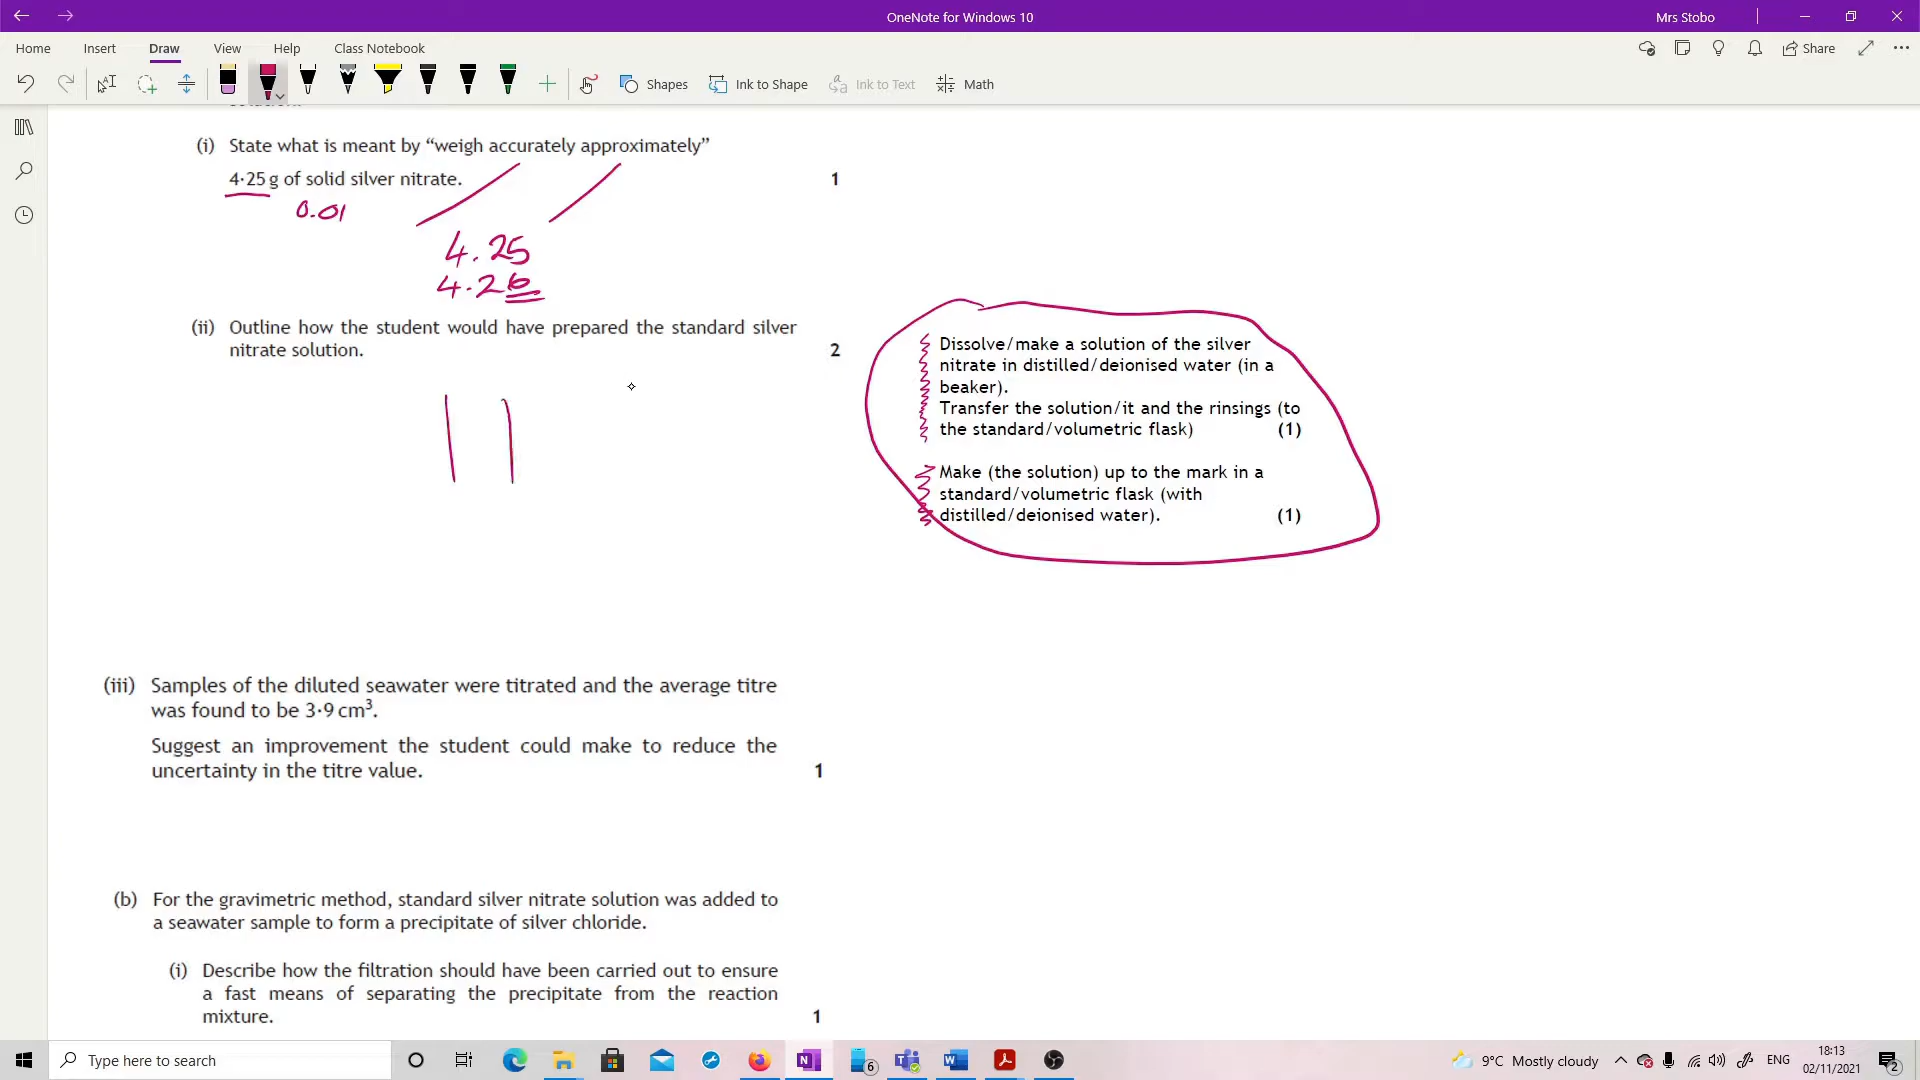 OneNote for Windows 10
Mrs Stobo
Home Insert Draw View Help Class Notebook
Share
Shapes Ink to Shape Ink to Text Math
(i) State what is meant by “weigh accurately approximately”
4·25 g of solid silver nitrate. 1
0.01
4.25
4.26
(ii) Outline how the student would have prepared the standard silver
nitrate solution. 2
Dissolve/make a solution of the silver
nitrate in distilled/deionised water (in a
beaker).
Transfer the solution/it and the rinsings (to
the standard/volumetric flask) (1)
Make (the solution) up to the mark in a
standard/volumetric flask (with
distilled/deionised water). (1)
(iii) Samples of the diluted seawater were titrated and the average titre
was found to be 3·9 cm³.
Suggest an improvement the student could make to reduce the
uncertainty in the titre value. 1
(b) For the gravimetric method, standard silver nitrate solution was added to
a seawater sample to form a precipitate of silver chloride.
(i) Describe how the filtration should have been carried out to ensure
a fast means of separating the precipitate from the reaction
mixture. 1
Type here to search
6
9°C Mostly cloudy
ENG
18:13
02/11/2021
2